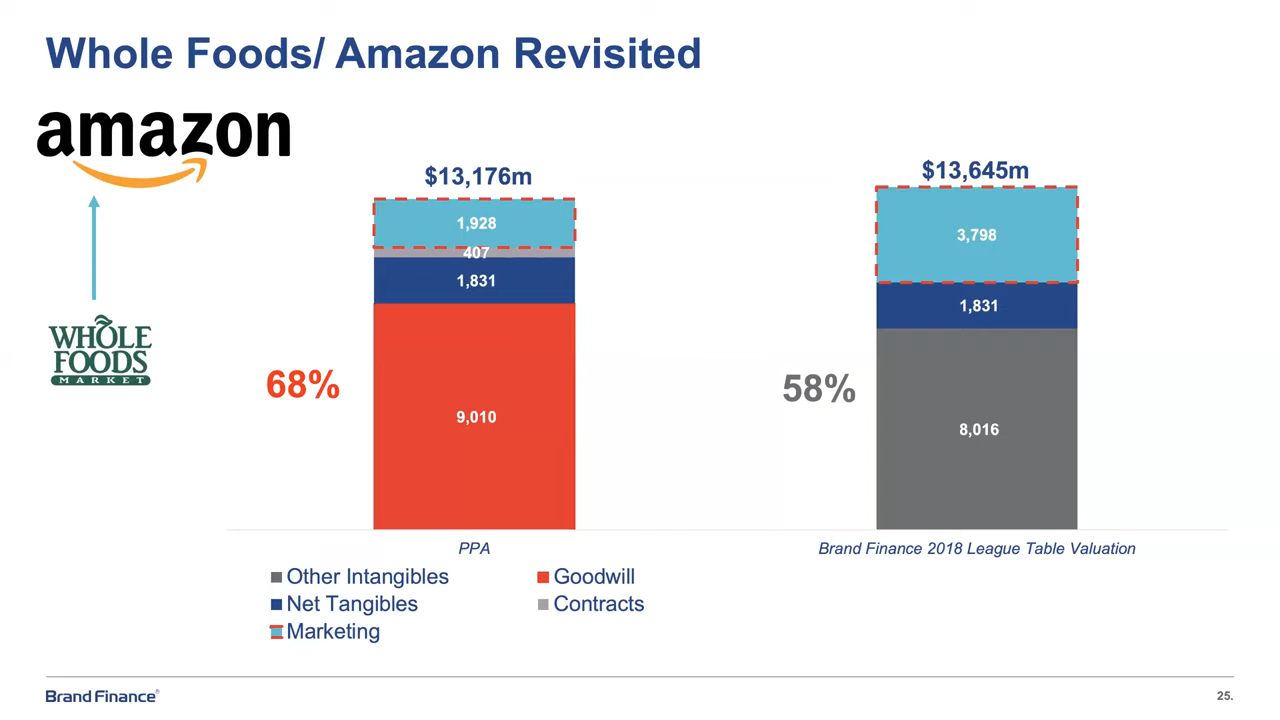 Whole Foods/ Amazon Revisited
amazon
WHOLE
FOODS
MARKET
$13,176m
1,928
407
1,831
68%
9,010
PPA
$13,645m
3,798
1,831
58%
8,016
Brand Finance 2018 League Table Valuation
Other Intangibles
Goodwill
Net Tangibles
Contracts
Marketing
Brand Finance®
25.